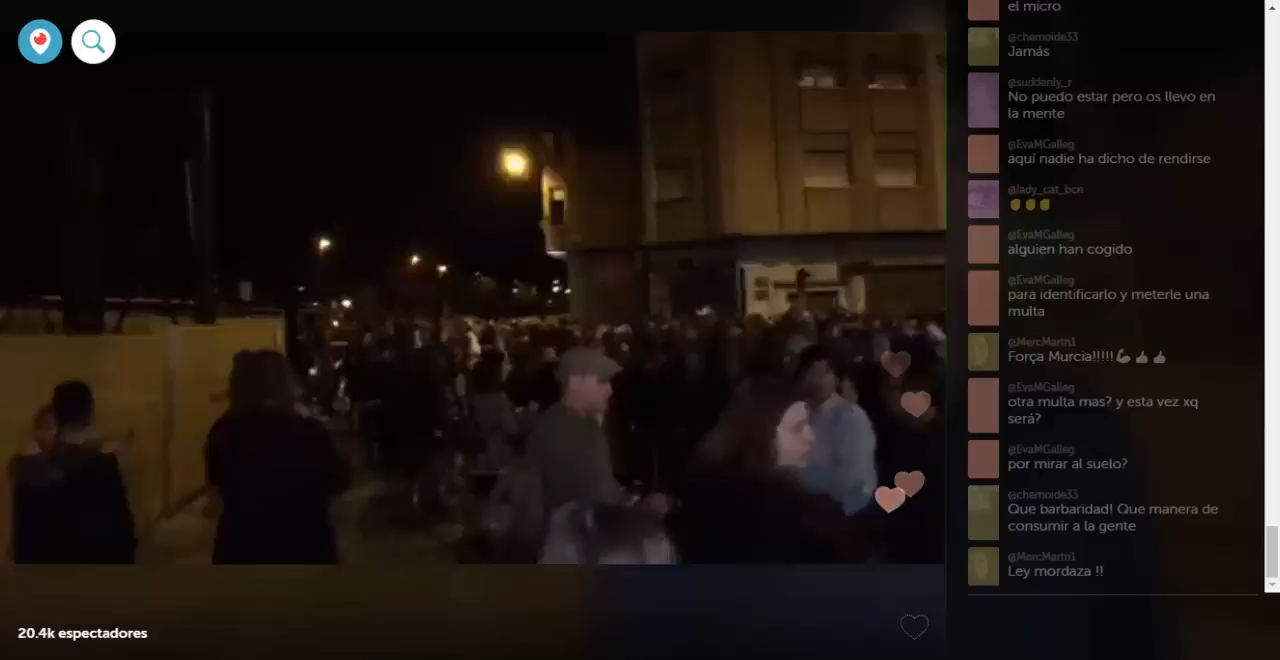 el micro
@chemoide33
Jamás
@suddenly_r
No puedo estar pero os llevo en
la mente
@EvaMGalleg
aquí nadie ha dicho de rendirse
@lady_cat_bcn
@EvaMGalleg
alguien han cogido
@EvaMGalleg
para identificarlo y meterle una
multa
@MercMartn1
Força Murcia!!!!!
@EvaMGalleg
otra multa mas? y esta vez xq
será?
@EvaMGalleg
por mirar al suelo?
@chemoide33
Que barbaridad! Que manera de
consumir a la gente
@MercMartn1
Ley mordaza !!
20.4k espectadores